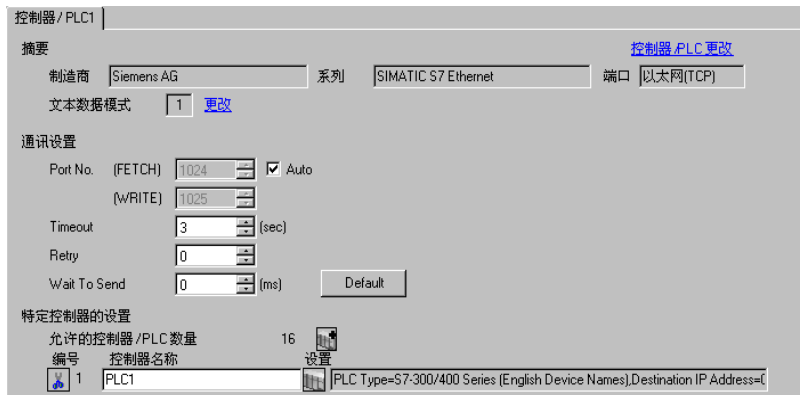 控制器/ PLC1
摘要 控制器/PLC更改
制造商 Siemens AG 系列 SIMATIC S7 Ethernet 端口 以太网(TCP)
文本数据模式 1 更改
通讯设置
Port No. (FETCH) 1024 Auto
(WRITE) 1025
Timeout 3 (sec)
Retry 0
Wait To Send 0 (ms) Default
特定控制器的设置
允许的控制器/PLC数量 16
编号 控制器名称 设置
1 PLC1 PLC Type=S7-300/400 Series (English Device Names),Destination IP Address=